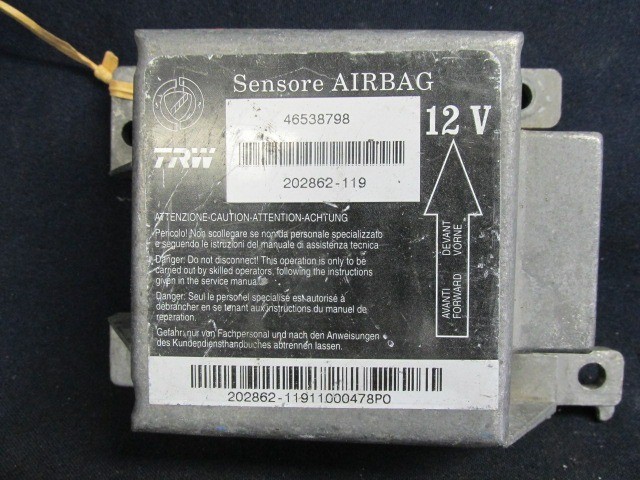 Sensore AIRBAG
46538798
12 V
TRW
202862-119
ATTENZIONE-CAUTION-ATTENTION-ACHTUNG
Pericolo! Non scollegare se non da personale specializzato
e seguendo le istruzioni del manuale di assistenza tecnica
Danger: Do not disconnect! This operation is only to be
carried out by skilled operators, following the instructions
given in the service manual.
Danger: Seul le personel specialisé est autorisé à
débrancher en se tenant aux instructions du manuel de
reparation.
Gefahr: nur von Fachpersonal und nach den Anweisungen
des Kundendiensthandbuches abtrennen lassen.
AVANTI DEVANT
FORWARD VORNE
202862-11911000478P0